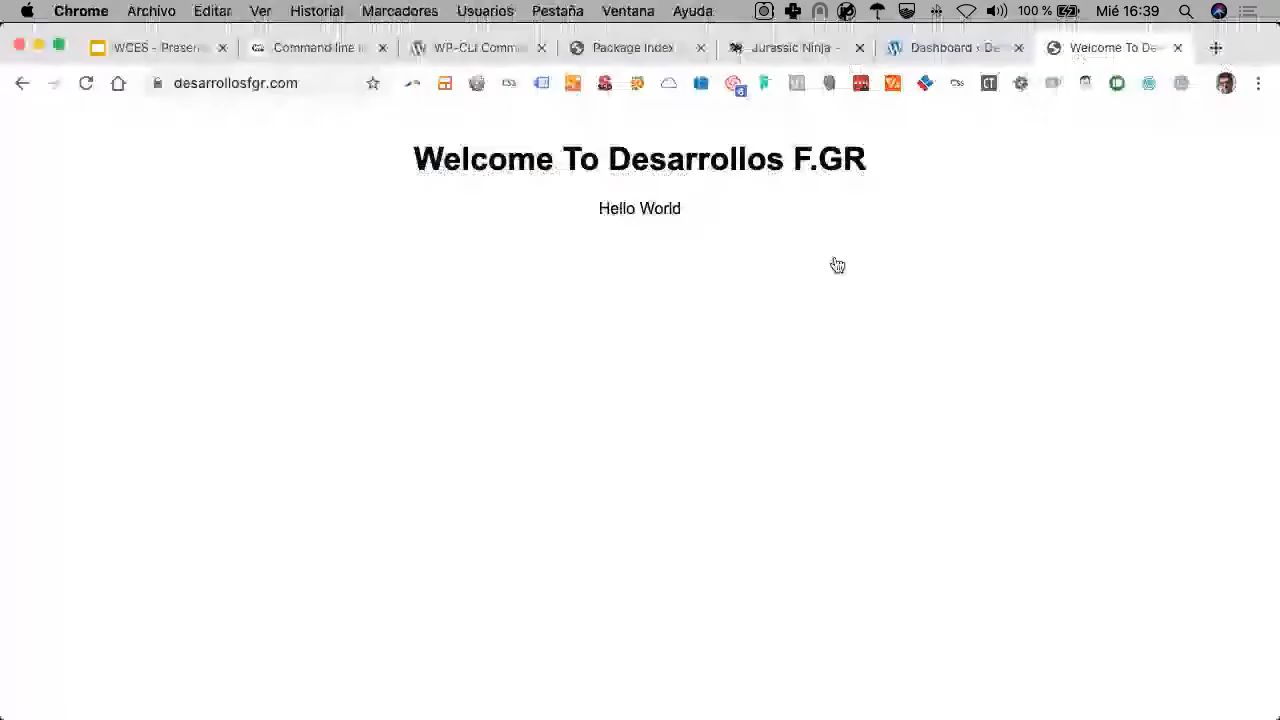 Chrome Archivo Editar Ver Historial Marcadores Usuarios Pestaña Ventana Ayuda 100 % Mié 16:39
WCES - Presen Command line i WP-CLI Comma Package Index Jurassic Ninja - Dashboard ‹ De Welcome To De
desarrollosfgr.com
Welcome To Desarrollos F.GR
Hello World